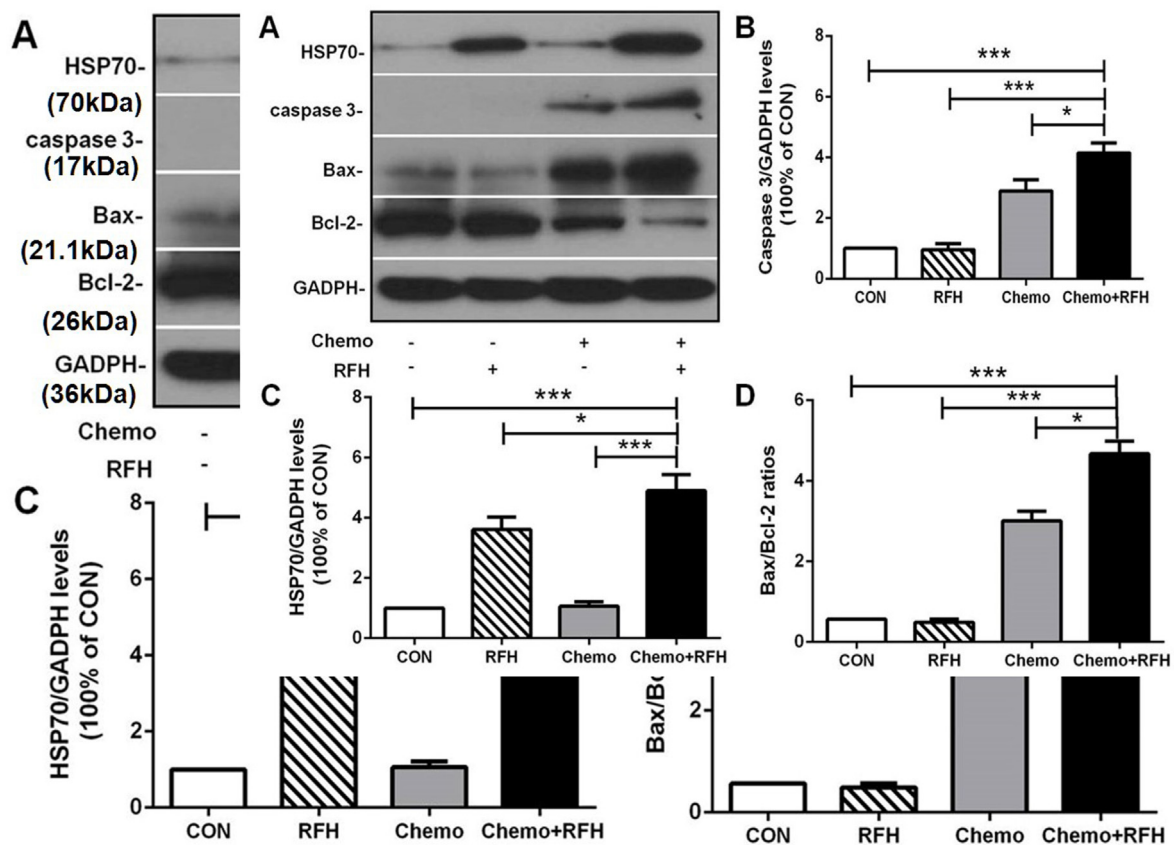 A
HSP70-
(70kDa)
caspase 3-
(17kDa)
Bax-
(21.1kDa)
Bcl-2-
(26kDa)
GADPH-
(36kDa)
Chemo -
RFH -
A
HSP70-
caspase 3-
Bax-
Bcl-2-
GADPH-
Chemo - - + +
RFH - + - +
B
Caspase 3/GADPH levels
(100% of CON)
8
6
4
2
0
***
***
*
CON RFH Chemo Chemo+RFH
C
HSP70/GADPH levels
(100% of CON)
8
6
4
2
0
***
*
***
CON RFH Chemo Chemo+RFH
D
Bax/Bcl-2 ratios
6
4
2
0
***
***
*
CON RFH Chemo Chemo+RFH
C
HSP70/GADPH levels
(100% of CON)
8
6
4
2
0
CON RFH Chemo Chemo+RFH
2
0
CON RFH Chemo Chemo+RFH